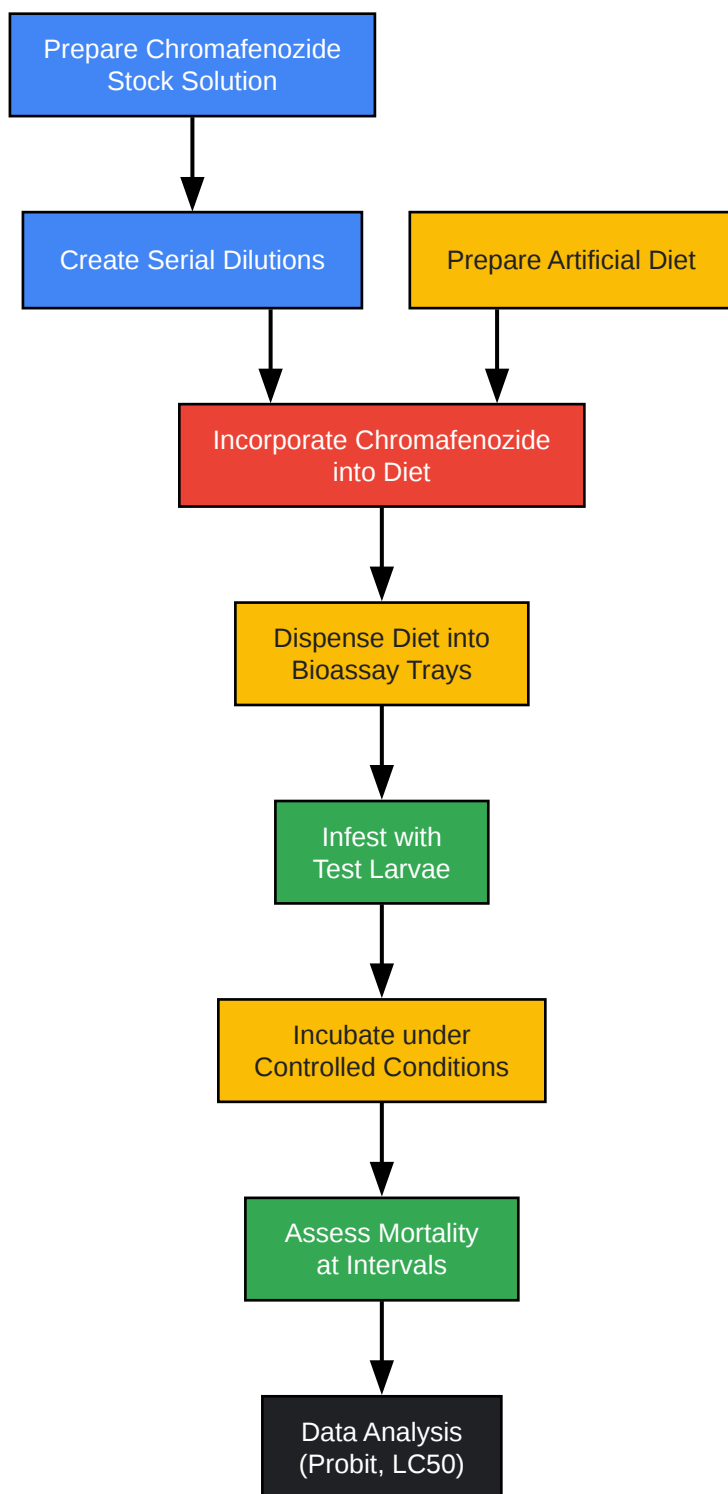 Prepare Chromafenozide
Stock Solution
Create Serial Dilutions
Prepare Artificial Diet
Incorporate Chromafenozide
into Diet
Dispense Diet into
Bioassay Trays
Infest with
Test Larvae
Incubate under
Controlled Conditions
Assess Mortality
at Intervals
Data Analysis
(Probit, LC50)